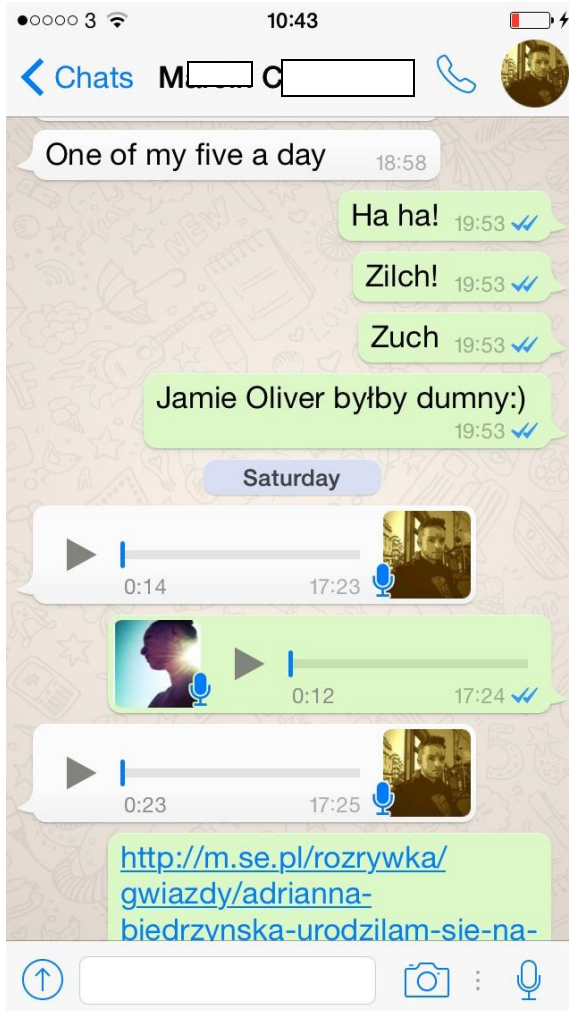 3 10:43
Chats C
One of my five a day 18:58
Ha ha! 19:53
Zilch! 19:53
Zuch 19:53
Jamie Oliver byłby dumny:)
19:53
Saturday
0:14 17:23
0:12 17:24
0:23 17:25
http://m.se.pl/rozrywka/
gwiazdy/adrianna-
biedrzynska-urodzilam-sie-na-